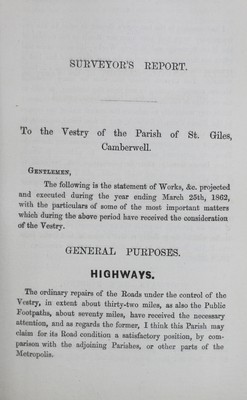 SURVEYOR'S REPORT.
To the Vestry of the Parish of St. Giles,
Camberwell.
GENTLEMEN,
The following is the statement of Works, &c. projected
and executed during the year ending March 25th, 1862,
with the particulars of some of the most important matters
which during the above period have received the consideration
of the Vestry.
GENERAL PURPOSES.
HIGHWAYS.
The ordinary repairs of the Roads under the control of the
Vestry, in extent about thirty-two miles, as also the Public
Footpaths, about seventy miles, have received the necessary
attention, and as regards the former, I think this Parish may
claim for its Road condition a satisfactory position, by com-
parison with the adjoining Parishes, or other parts of the
Metropolis.